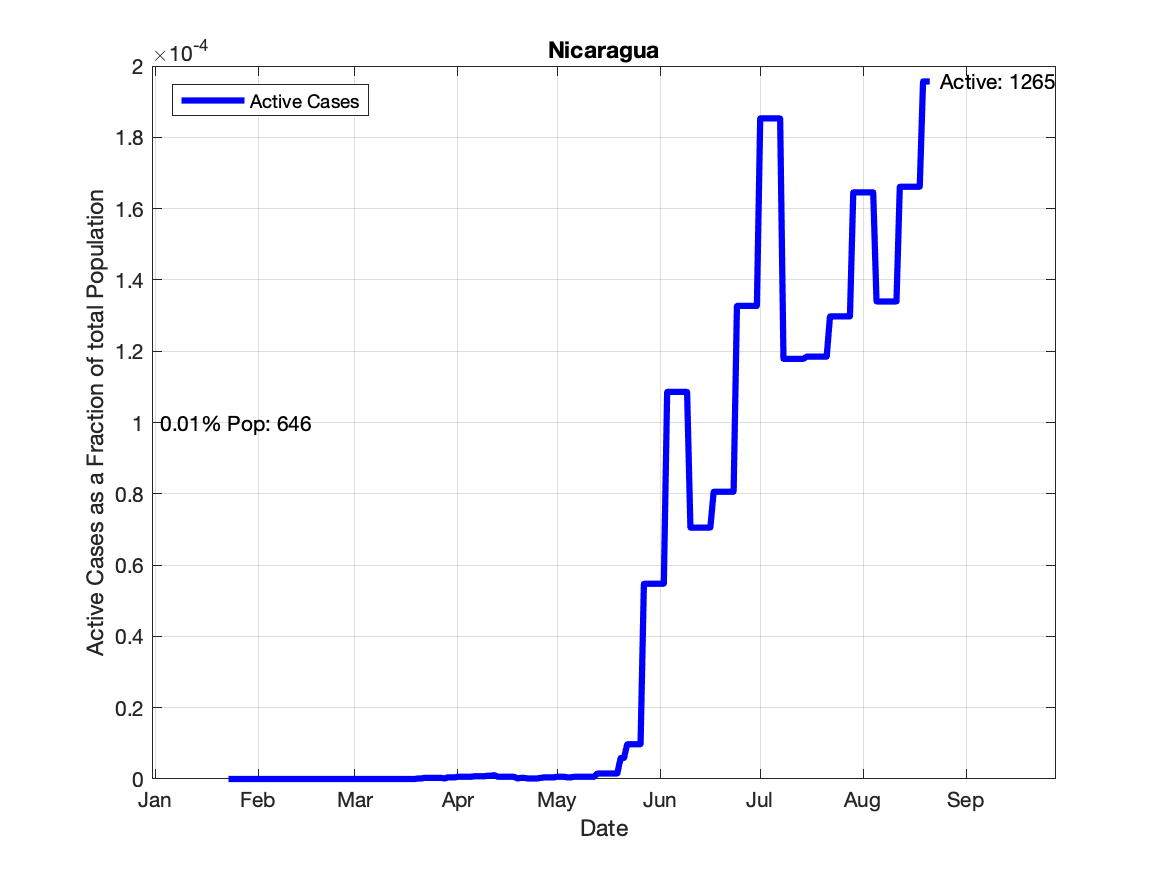 Nicaragua
×10-4
Active Cases
Active: 1265
0.01% Pop: 646
Active Cases as a Fraction of total Population
2
1.8
1.6
1.4
1.2
1
0.8
0.6
0.4
0.2
0
Jan Feb Mar Apr May Jun Jul Aug Sep
Date